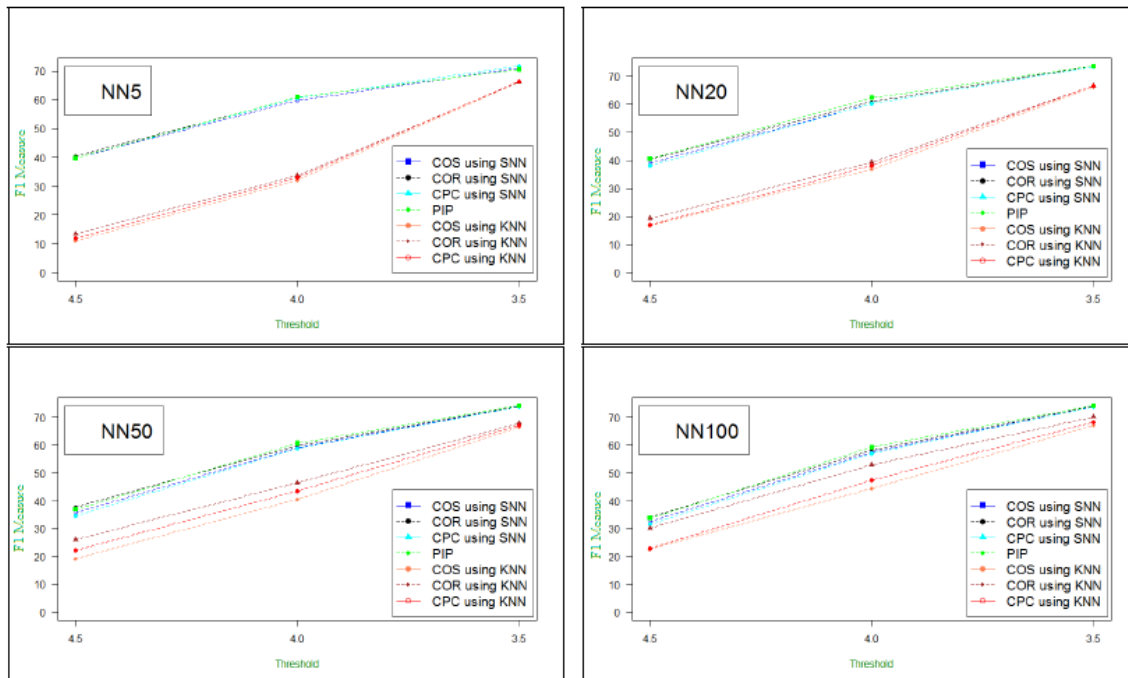 NN5
F1 Measure
70
60
50
40
30
20
10
0
COS using SNN
COR using SNN
CPC using SNN
PIP
COS using KNN
COR using KNN
CPC using KNN
4.5
4.0
3.5
Threshold
NN20
F1 Measure
70
60
50
40
30
20
10
0
COS using SNN
COR using SNN
CPC using SNN
PIP
COS using KNN
COR using KNN
CPC using KNN
4.5
4.0
3.5
Threshold
NN50
F1 Measure
70
60
50
40
30
20
10
0
COS using SNN
COR using SNN
CPC using SNN
PIP
COS using KNN
COR using KNN
CPC using KNN
4.5
4.0
3.5
Threshold
NN100
F1 Measure
70
60
50
40
30
20
10
0
COS using SNN
COR using SNN
CPC using SNN
PIP
COS using KNN
COR using KNN
CPC using KNN
4.5
4.0
3.5
Threshold